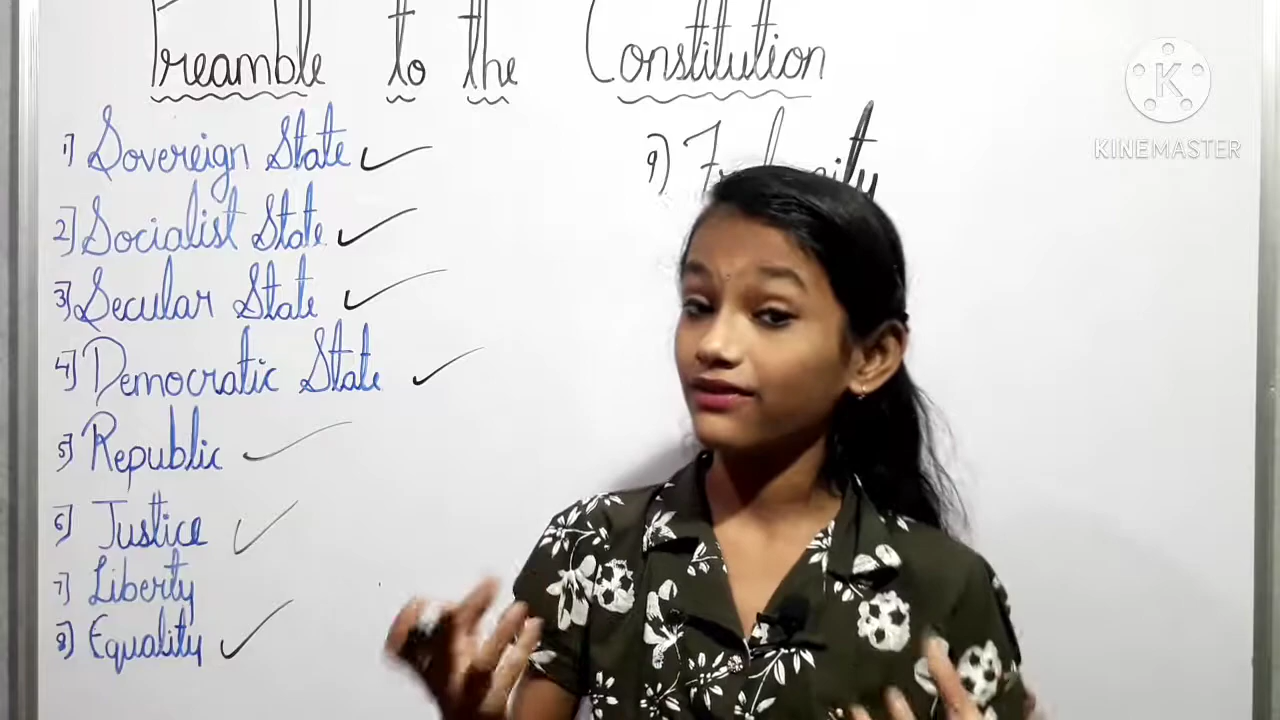 Preamble to the Constitution
1) Sovereign State
2] Socialist State
3] Secular State
4] Democratic State
5] Republic
6] Justice
7] Liberty
8] Equality
9)
K
KINEMASTER